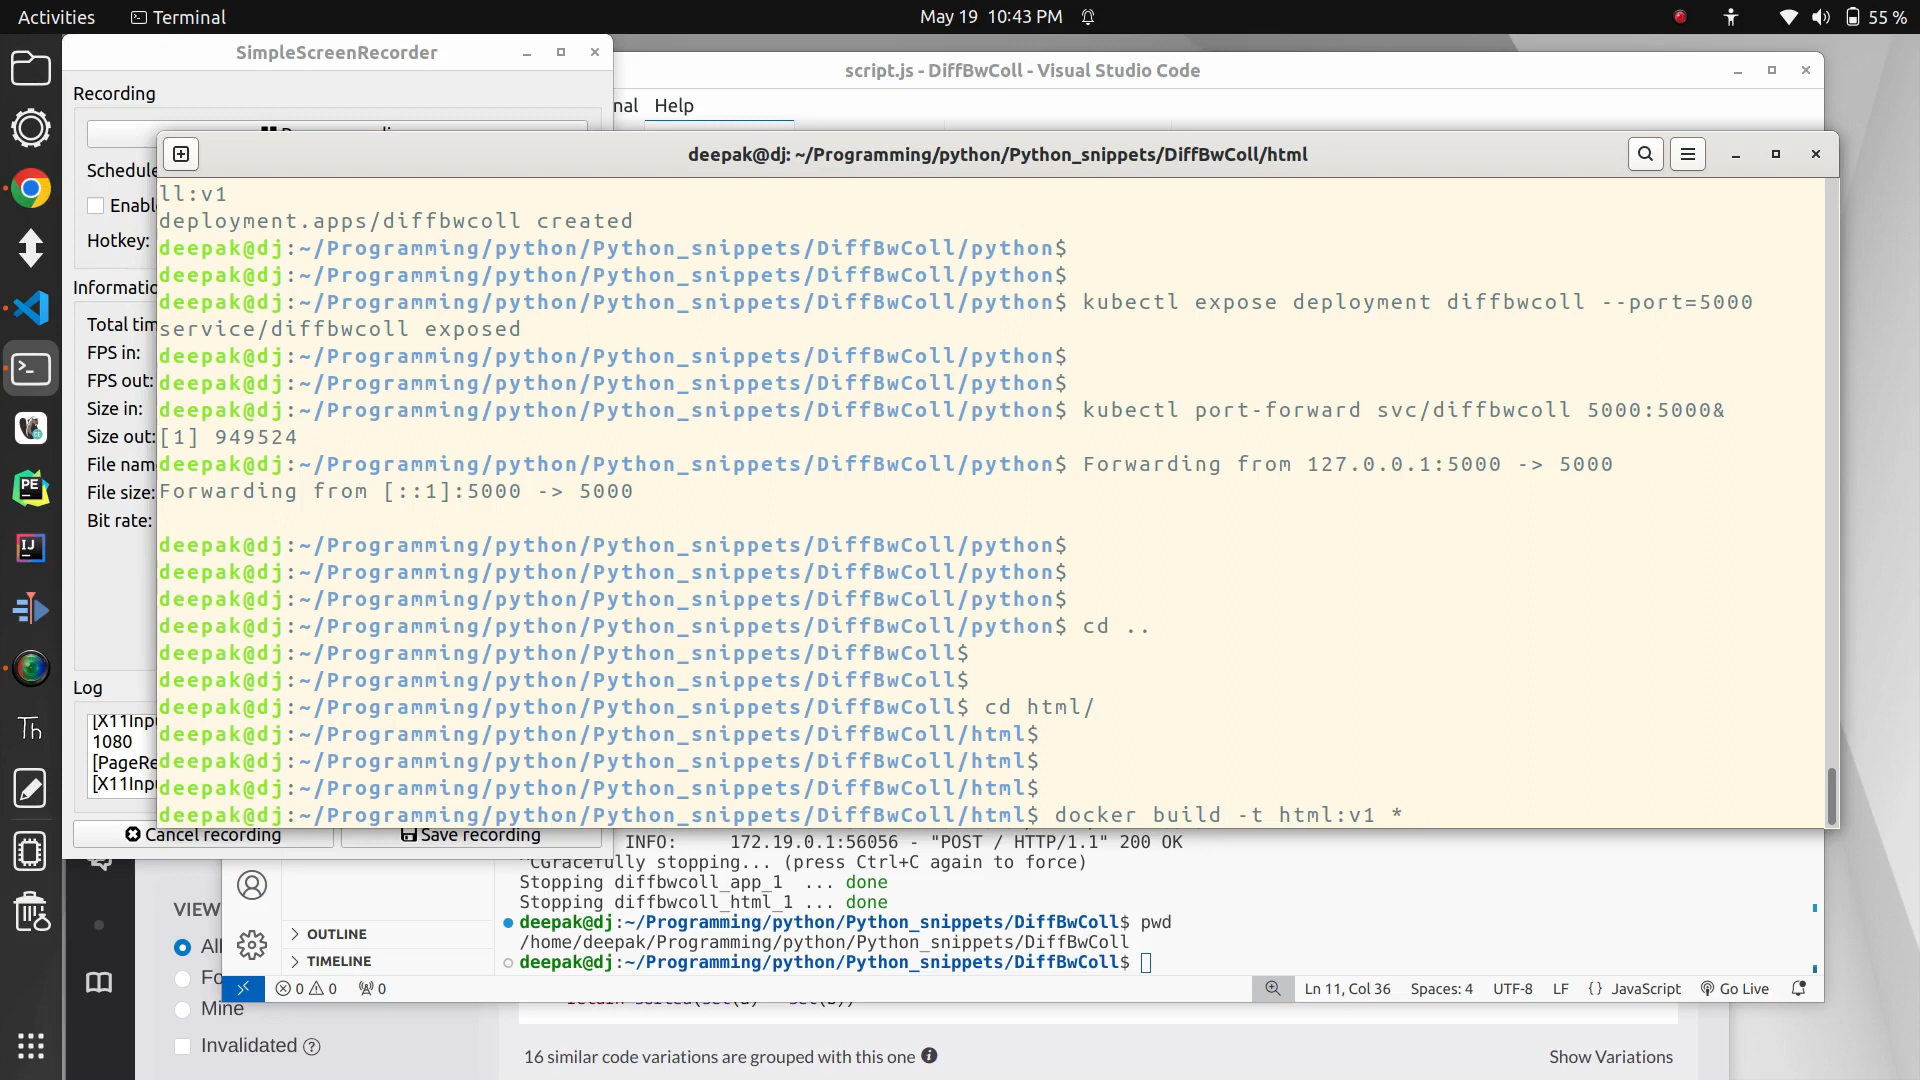 Activities
Terminal
May 19 10:43 PM
55 %
SimpleScreenRecorder
Recording
Schedule
Enabl
Hotkey:
Informatio
Total tim
FPS in:
FPS out:
Size in:
Size out:
File nam
File size:
Bit rate:
Log
[X11Inpu
1080
[PageRe
[X11Inpu
Cancel recording
Save recording
script.js - DiffBwColl - Visual Studio Code
nal Help
deepak@dj: ~/Programming/python/Python_snippets/DiffBwColl/html
ll:v1
deployment.apps/diffbwcoll created
deepak@dj:~/Programming/python/Python_snippets/DiffBwColl/python$
deepak@dj:~/Programming/python/Python_snippets/DiffBwColl/python$
deepak@dj:~/Programming/python/Python_snippets/DiffBwColl/python$ kubectl expose deployment diffbwcoll --port=5000
service/diffbwcoll exposed
deepak@dj:~/Programming/python/Python_snippets/DiffBwColl/python$
deepak@dj:~/Programming/python/Python_snippets/DiffBwColl/python$
deepak@dj:~/Programming/python/Python_snippets/DiffBwColl/python$ kubectl port-forward svc/diffbwcoll 5000:5000&
[1] 949524
deepak@dj:~/Programming/python/Python_snippets/DiffBwColl/python$ Forwarding from 127.0.0.1:5000 -> 5000
Forwarding from [::1]:5000 -> 5000
deepak@dj:~/Programming/python/Python_snippets/DiffBwColl/python$
deepak@dj:~/Programming/python/Python_snippets/DiffBwColl/python$
deepak@dj:~/Programming/python/Python_snippets/DiffBwColl/python$
deepak@dj:~/Programming/python/Python_snippets/DiffBwColl/python$ cd ..
deepak@dj:~/Programming/python/Python_snippets/DiffBwColl$
deepak@dj:~/Programming/python/Python_snippets/DiffBwColl$
deepak@dj:~/Programming/python/Python_snippets/DiffBwColl$ cd html/
deepak@dj:~/Programming/python/Python_snippets/DiffBwColl/html$
deepak@dj:~/Programming/python/Python_snippets/DiffBwColl/html$
deepak@dj:~/Programming/python/Python_snippets/DiffBwColl/html$
deepak@dj:~/Programming/python/Python_snippets/DiffBwColl/html$ docker build -t html:v1 *
INFO: 172.19.0.1:56056 - "POST / HTTP/1.1" 200 OK
^CGracefully stopping... (press Ctrl+C again to force)
Stopping diffbwcoll_app_1 ... done
Stopping diffbwcoll_html_1 ... done
deepak@dj:~/Programming/python/Python_snippets/DiffBwColl$ pwd
/home/deepak/Programming/python/Python_snippets/DiffBwColl
deepak@dj:~/Programming/python/Python_snippets/DiffBwColl$
OUTLINE
TIMELINE
0 0 0
Ln 11, Col 36 Spaces: 4 UTF-8 LF {} JavaScript Go Live
VIEW
All
Fo
Mine
Invalidated
16 similar code variations are grouped with this one
Show Variations
PE
IJ
Th